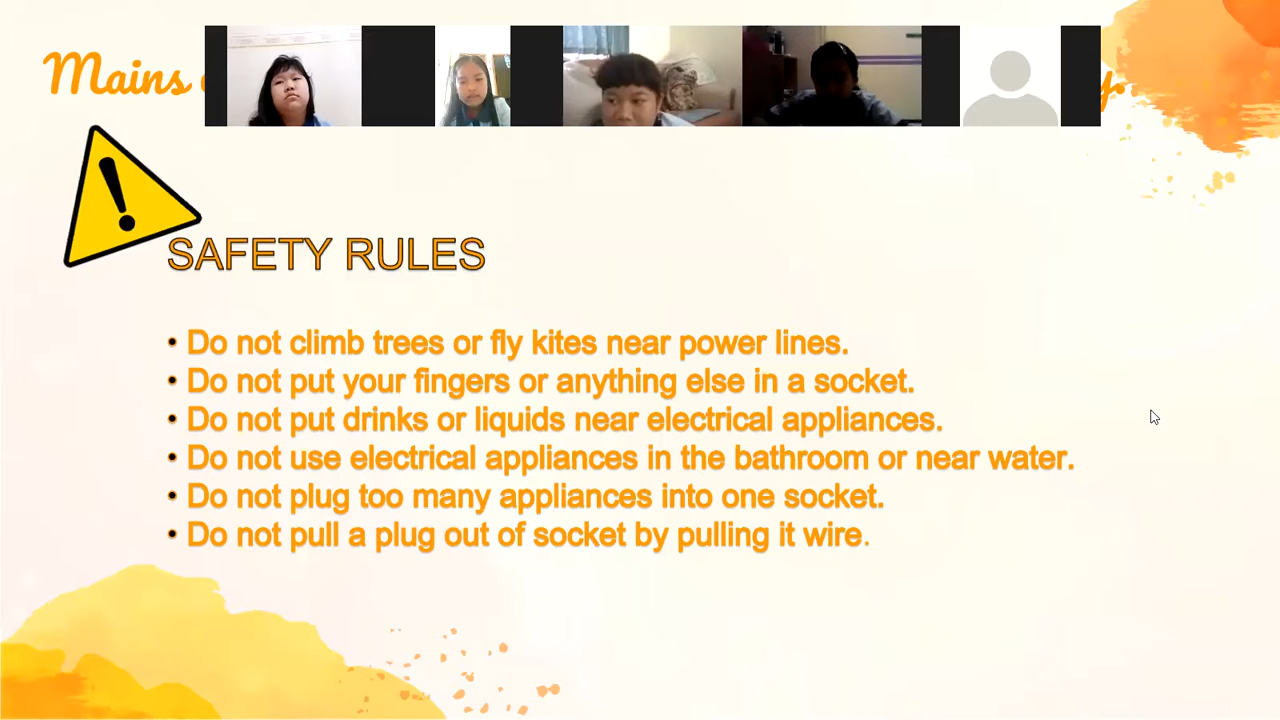 Mains
SAFETY RULES
• Do not climb trees or fly kites near power lines.
• Do not put your fingers or anything else in a socket.
• Do not put drinks or liquids near electrical appliances.
• Do not use electrical appliances in the bathroom or near water.
• Do not plug too many appliances into one socket.
• Do not pull a plug out of socket by pulling it wire.